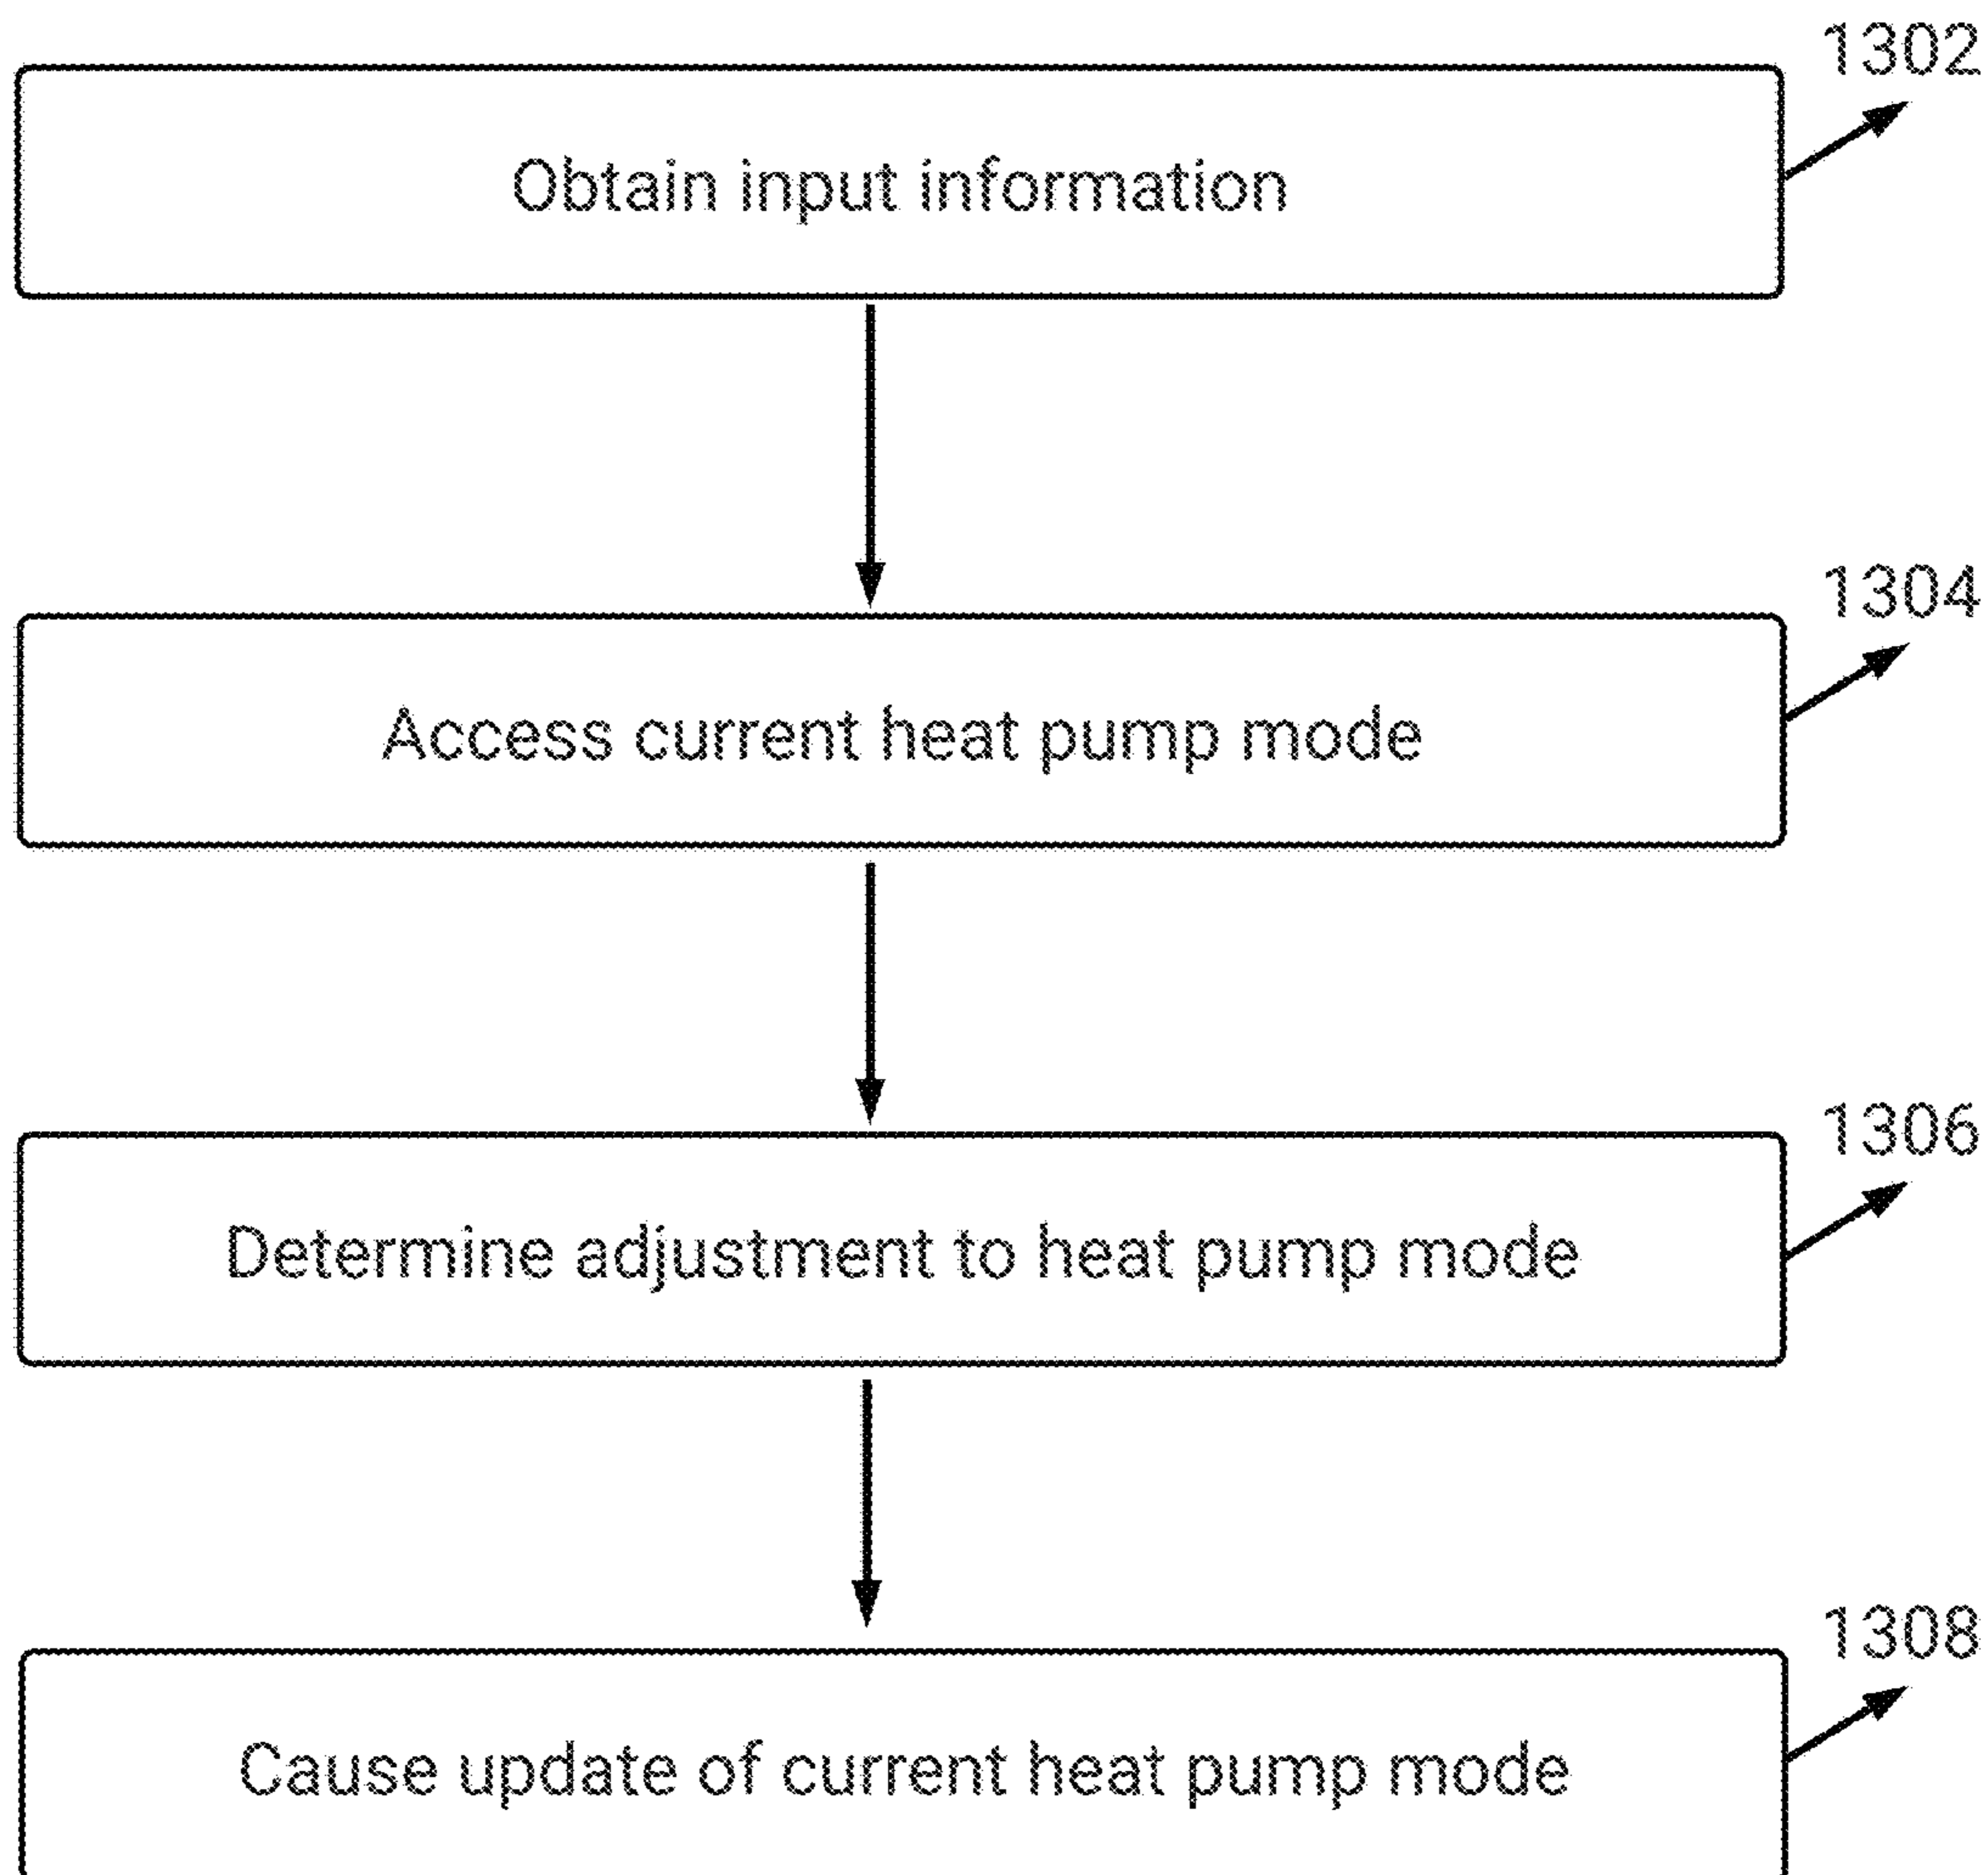 1302
Obtain input information
1304
Access current heat pump mode
1306
Determine adjustment to heat pump mode
1308
Cause update of current heat pump mode